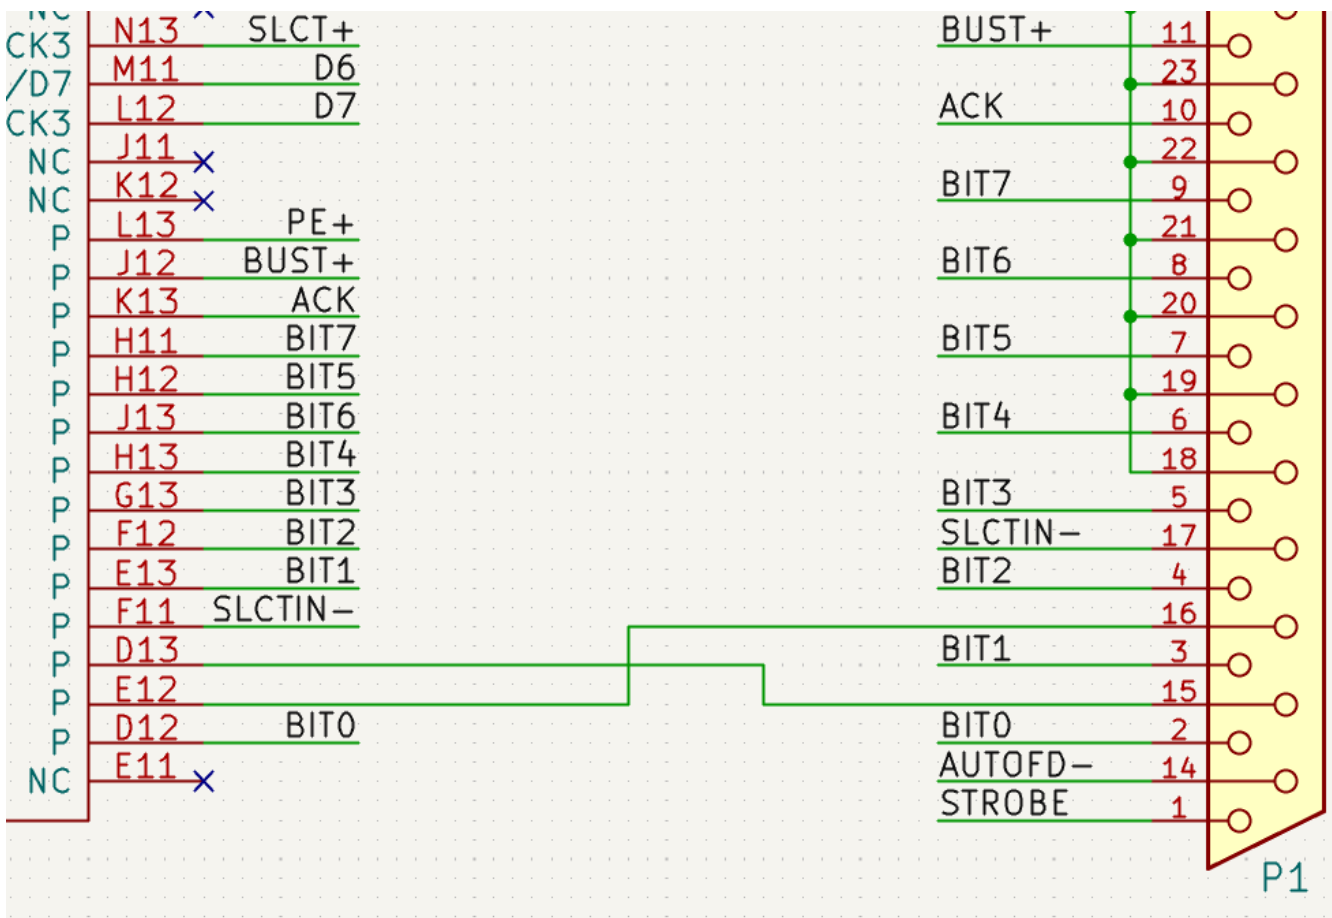 NC
CK3 N13 SLCT+ BUST+ 11
/D7 M11 D6 23
CK3 L12 D7 ACK 10
NC J11 22
NC K12 BIT7 9
P L13 PE+ 21
P J12 BUST+ BIT6 8
P K13 ACK 20
P H11 BIT7 BIT5 7
P H12 BIT5 19
P J13 BIT6 BIT4 6
P H13 BIT4 18
P G13 BIT3 BIT3 5
P F12 BIT2 SLCTIN- 17
P E13 BIT1 BIT2 4
P F11 SLCTIN- 16
P D13 BIT1 3
P E12 15
P D12 BIT0 BIT0 2
NC E11 AUTOFD- 14
STROBE 1
P1